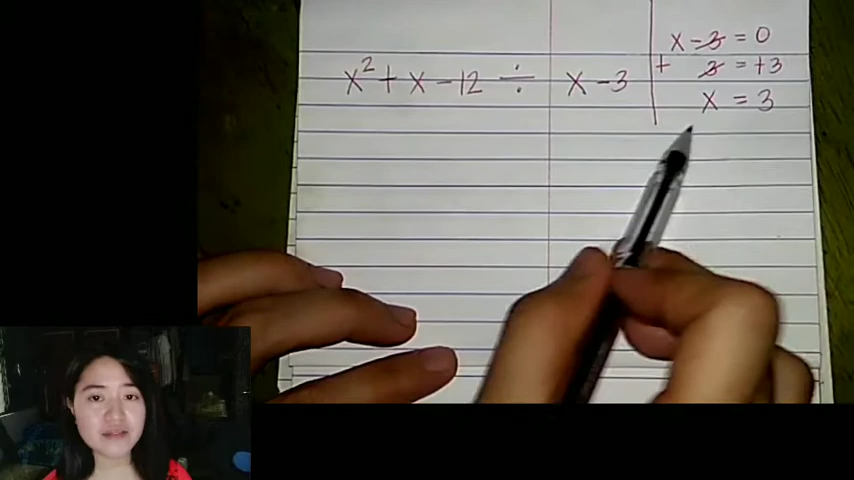 x² + x - 12 ÷ x - 3
x - 3 = 0
+ 3 = +3
x = 3